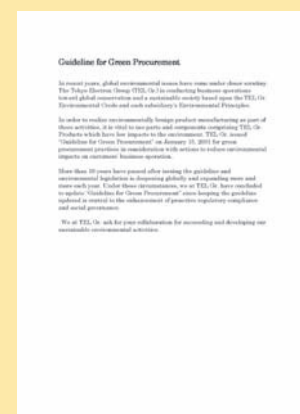 Guideline for Green Procurement
In recent years, global environmental issues have come under closer scrutiny.
The Tokyo Electron Group (TEL Gr.) is conducting business operations
toward global conservation and a sustainable society based upon the TEL Gr.
Environmental Credo and each subsidiary's Environmental Principles.
In order to realize environmentally benign product manufacturing as part of
these activities, it is vital to use parts and components comprising TEL Gr.
Products which have low impacts to the environment. TEL Gr. issued
"Guideline for Green Procurement" on January 15, 2001 for green
procurement practices in consideration with actions to reduce environmental
impacts on customers' business operation.
More than 10 years have passed after issuing the guideline and
environmental legislation is deepening globally and expanding more and
more each year. Under these circumstances, we at TEL Gr. have concluded
to update "Guideline for Green Procurement" since keeping the guideline
updated is central to the enhancement of proactive regulatory compliance
and social governance.
We at TEL Gr. ask for your collaboration for succeeding and developing our
sustainable environmental activities.